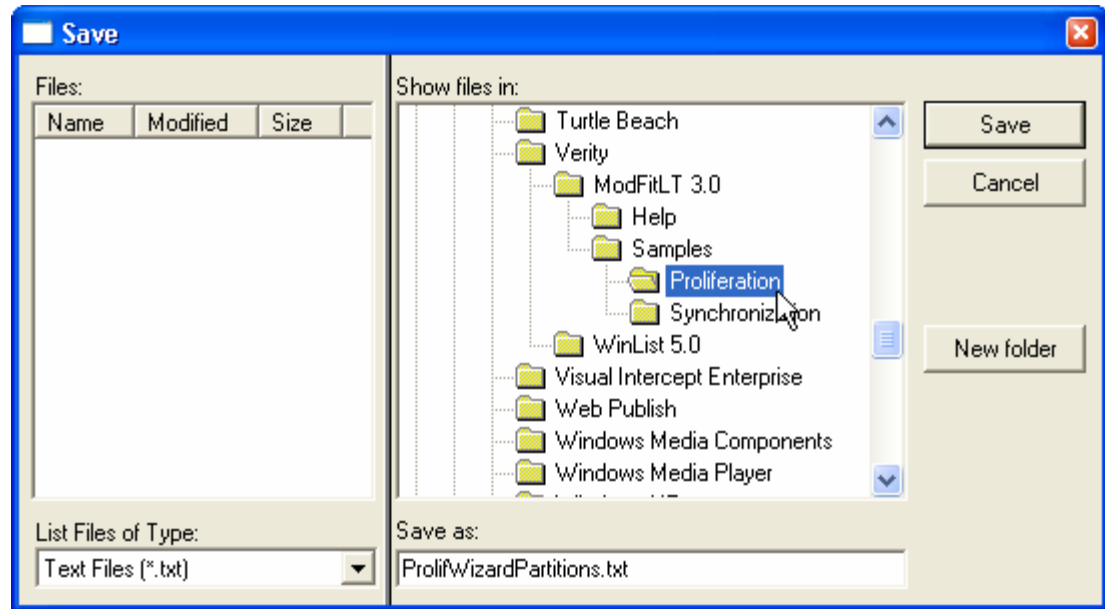 Save
Files:
Name Modified Size
List Files of Type:
Text Files (*.txt)
Show files in:
Turtle Beach
Verity
ModFitLT 3.0
Help
Samples
Proliferation
Synchronization
WinList 5.0
Visual Intercept Enterprise
Web Publish
Windows Media Components
Windows Media Player
Save as:
ProlifWizardPartitions.txt
Save
Cancel
New folder